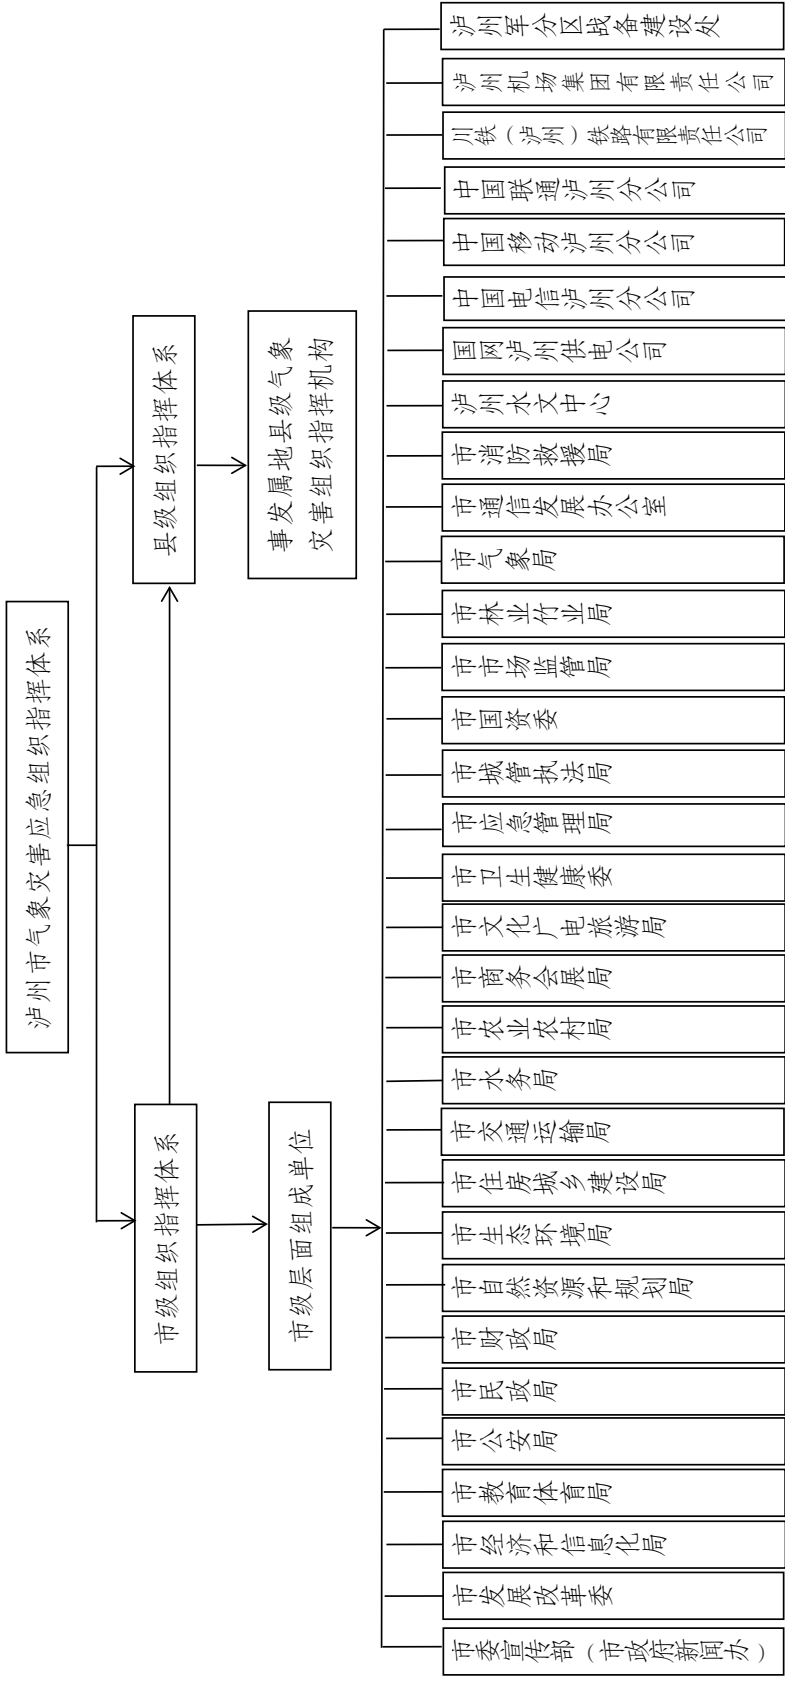 泸州市气象灾害应急组织指挥体系
市级组织指挥体系
县级组织指挥体系
市级层面组成单位
事发属地县级气象
灾害组织指挥机构
市委宣传部（市政府新闻办）
市发展改革委
市经济和信息化局
市教育体育局
市公安局
市民政局
市财政局
市自然资源和规划局
市生态环境局
市住房城乡建设局
市交通运输局
市水务局
市农业农村局
市商务会展局
市文化广电旅游局
市卫生健康委
市应急管理局
市城管执法局
市国资委
市市场监管局
市林业竹业局
市气象局
市通信发展办公室
市消防救援局
泸州水文中心
国网泸州供电公司
中国电信泸州分公司
中国移动泸州分公司
中国联通泸州分公司
川铁（泸州）铁路有限责任公司
泸州机场集团有限责任公司
泸州军分区战备建设处